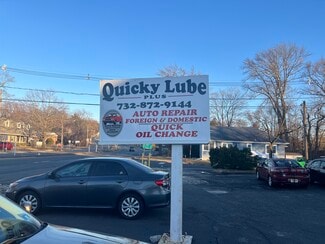 Quicky Lube
PLUS
732-872-9144
AUTO REPAIR
FOREIGN & DOMESTIC
QUICK
OIL CHANGE